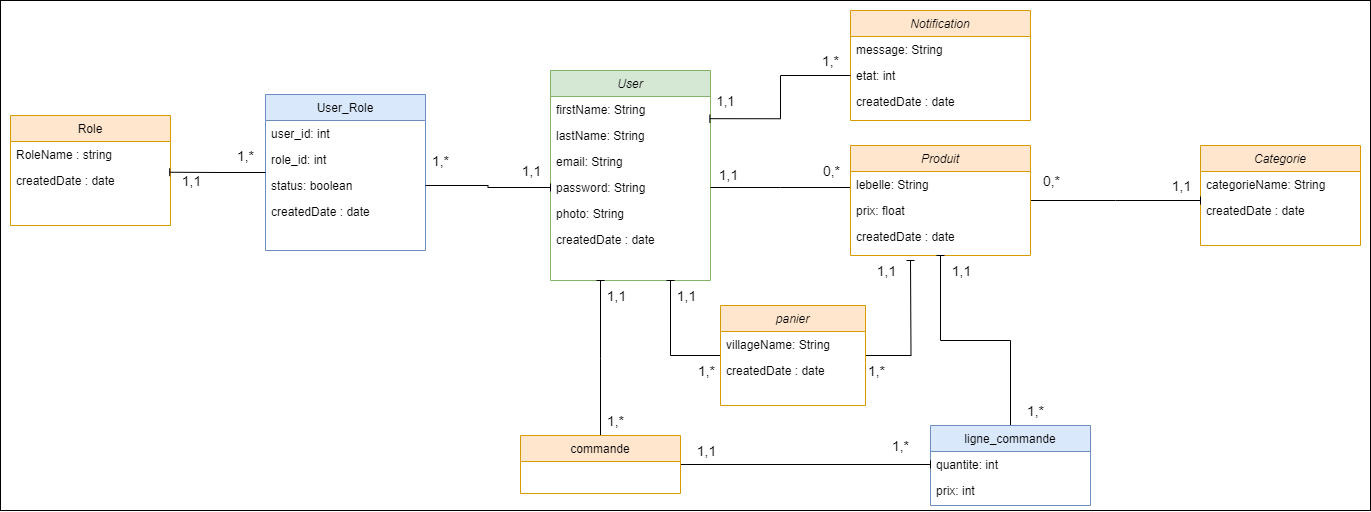 Role
RoleName : string
createdDate : date
1,1
1,*
User_Role
user_id: int
role_id: int
status: boolean
createdDate : date
1,*
1,1
User
firstName: String
lastName: String
email: String
password: String
photo: String
createdDate : date
1,1
1,*
Notification
message: String
etat: int
createdDate : date
1,1
0,*
Produit
lebelle: String
prix: float
createdDate : date
0,*
1,1
Categorie
categorieName: String
createdDate : date
1,1
1,1
1,1
1,1
panier
villageName: String
createdDate : date
1,*
1,*
1,*
1,*
commande
1,1
1,*
ligne_commande
quantite: int
prix: int